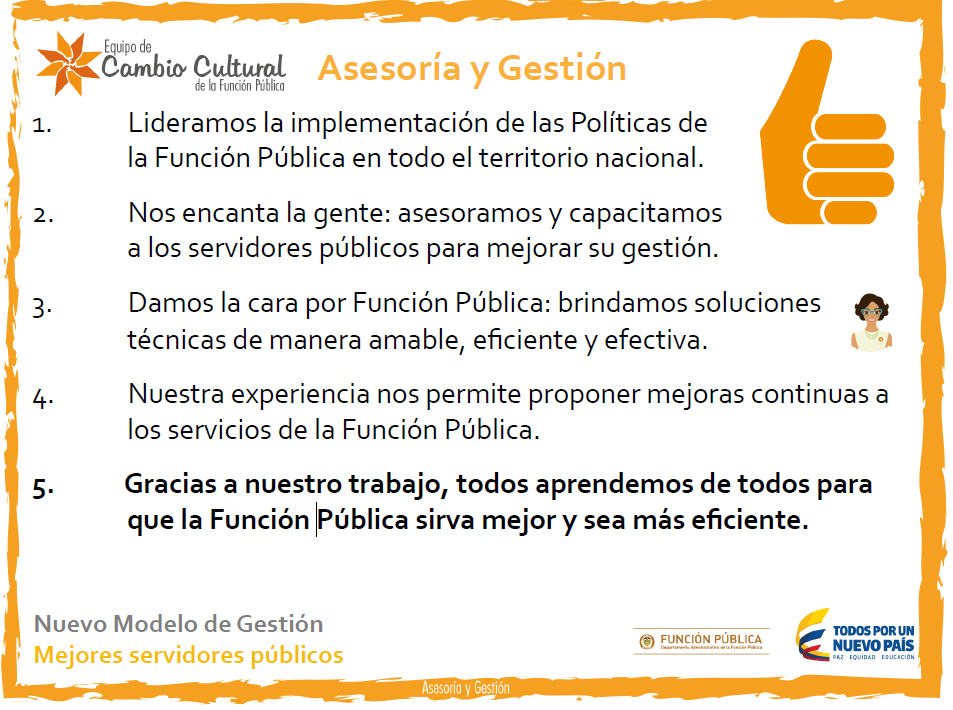 Equipo de
Cambio Cultural
de la Función Pública
Asesoría y Gestión
1. Lideramos la implementación de las Políticas de
la Función Pública en todo el territorio nacional.
2. Nos encanta la gente: asesoramos y capacitamos
a los servidores públicos para mejorar su gestión.
3. Damos la cara por Función Pública: brindamos soluciones
técnicas de manera amable, eficiente y efectiva.
4. Nuestra experiencia nos permite proponer mejoras continuas a
los servicios de la Función Pública.
5. Gracias a nuestro trabajo, todos aprendemos de todos para
que la Función Pública sirva mejor y sea más eficiente.
Nuevo Modelo de Gestión
Mejores servidores públicos
FUNCIÓN PÚBLICA
Departamento Administrativo de la Función Pública
TODOS POR UN
NUEVO PAÍS
PAZ EQUIDAD EDUCACIÓN
Asesoría y Gestión